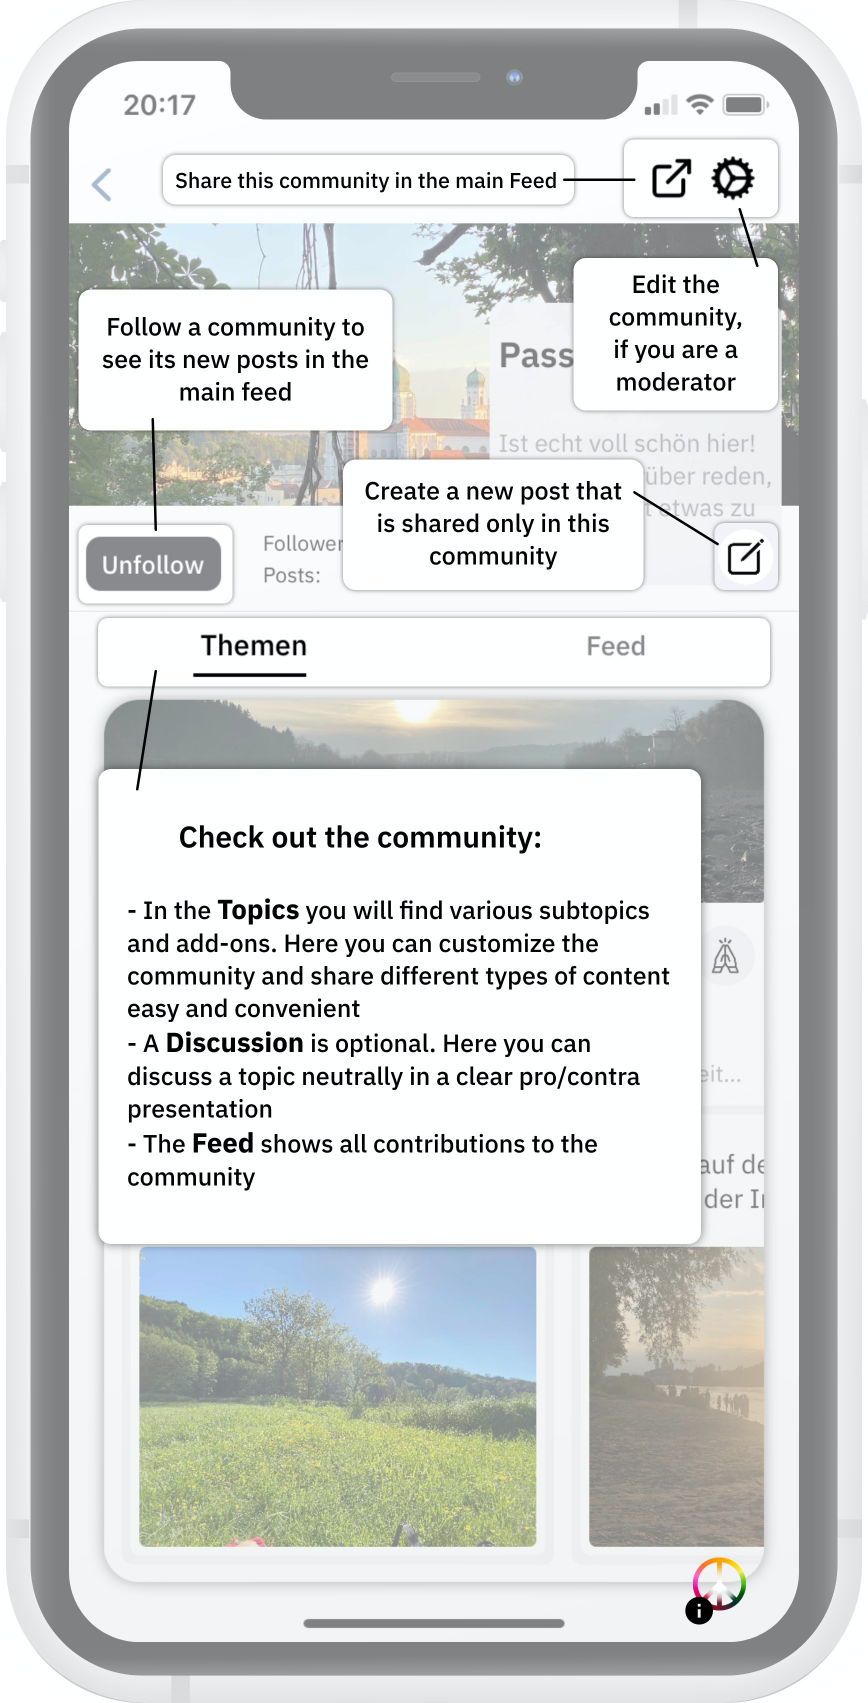 20:17
Share this community in the main Feed
Edit the
community,
if you are a
moderator
Follow a community to
see its new posts in the
main feed
Pass
Ist echt voll schön hier!
über reden,
etwas zu
Create a new post that
is shared only in this
community
Unfollow
Follower
Posts:
Themen
Feed
Check out the community:
- In the Topics you will find various subtopics
and add-ons. Here you can customize the
community and share different types of content
easy and convenient
- A Discussion is optional. Here you can
discuss a topic neutrally in a clear pro/contra
presentation
- The Feed shows all contributions to the
community
eit...
auf de
der I
i